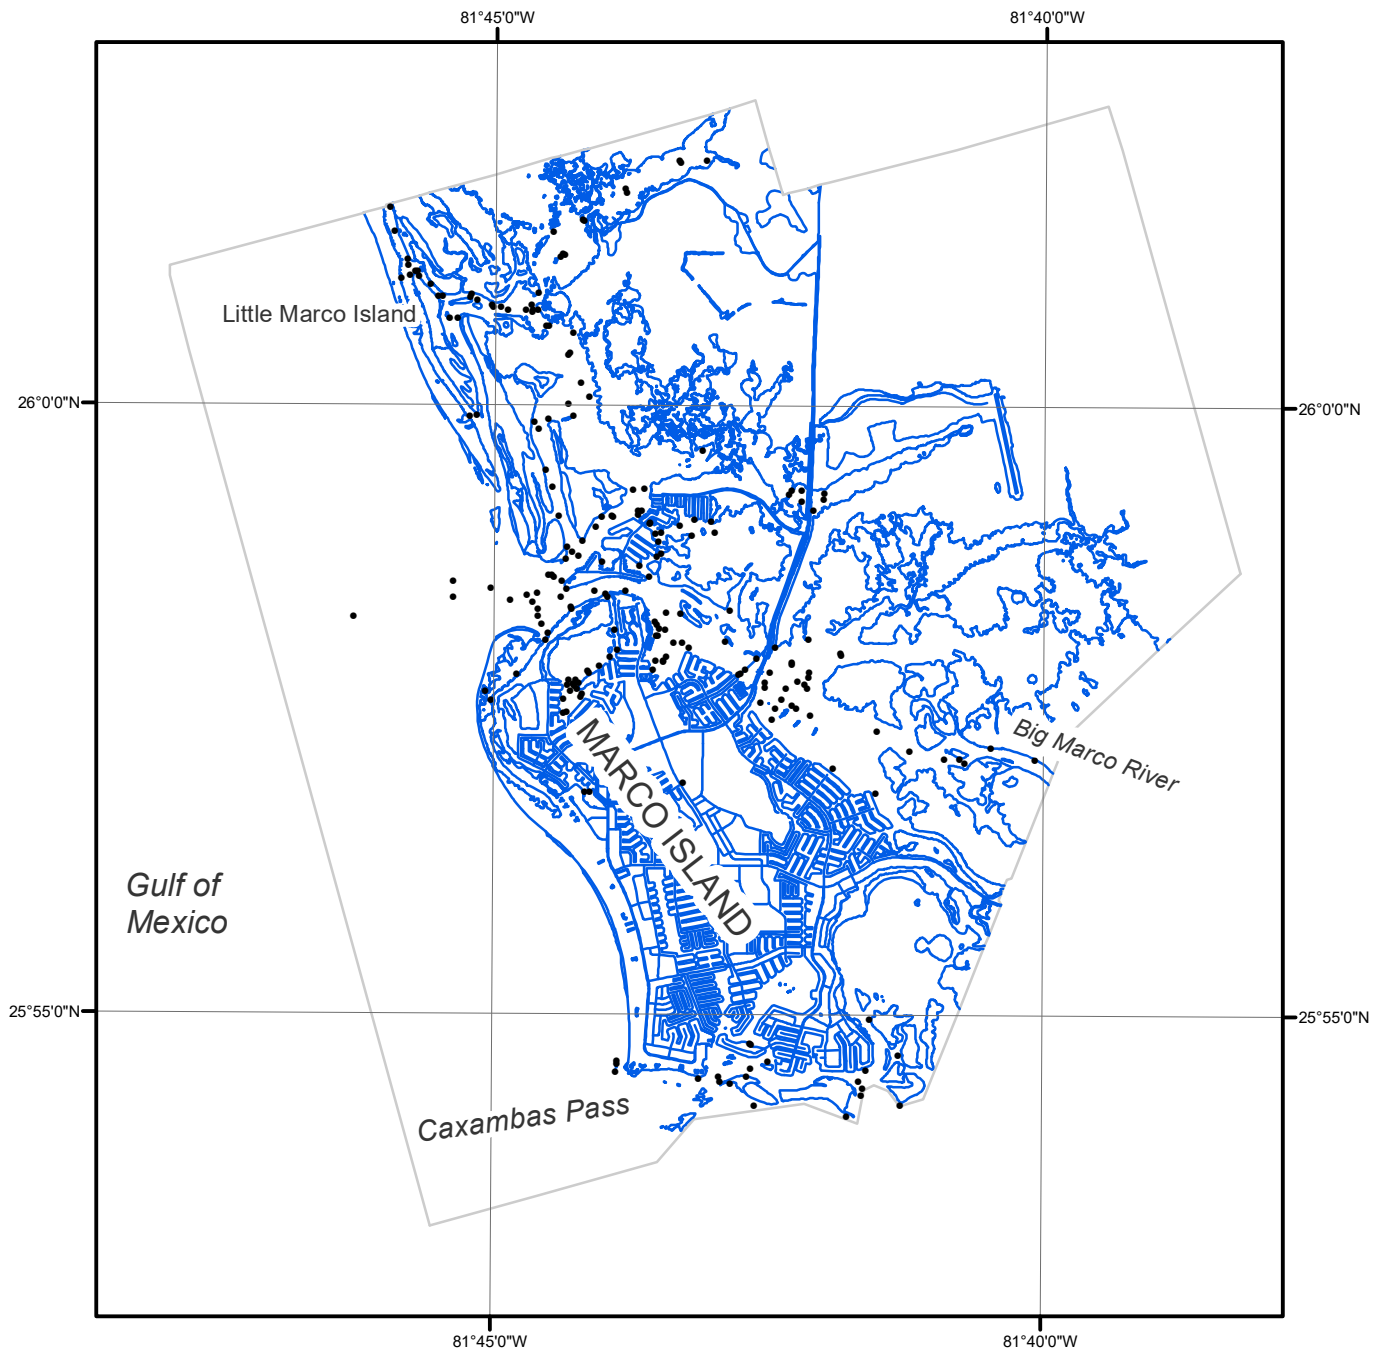 81°45'0"W
81°40'0"W
Little Marco Island
26°0'0"N
26°0'0"N
Big Marco River
MARCO ISLAND
Gulf of
Mexico
25°55'0"N
25°55'0"N
Caxambas Pass
81°45'0"W
81°40'0"W